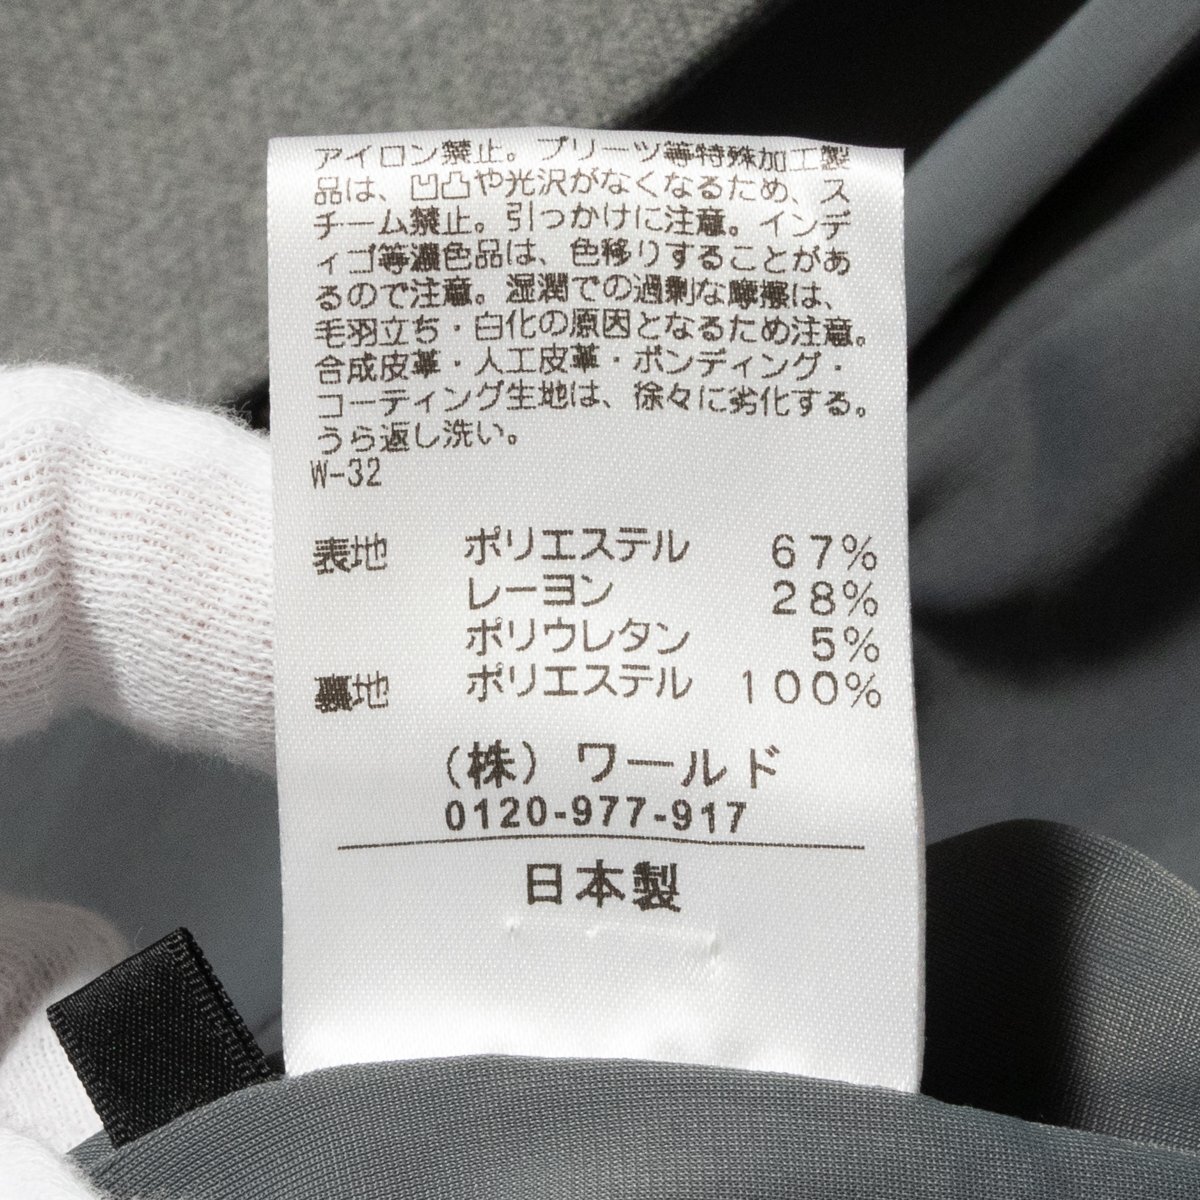 アイロン禁止。プリーツ等特殊加工製
品は、凹凸や光沢がなくなるため、ス
チーム禁止。引っかけに注意。インデ
ィゴ等濃色品は、色移りすることがあ
るので注意。湿潤での過剰な摩擦は、
毛羽立ち・白化の原因となるため注意。
合成皮革・人工皮革・ボンディング・
コーティング生地は、徐々に劣化する。
うら返し洗い。
W-32
表地 ポリエステル 67%
レーヨン 28%
ポリウレタン 5%
裏地 ポリエステル 100%
(株) ワールド
0120-977-917
日本製